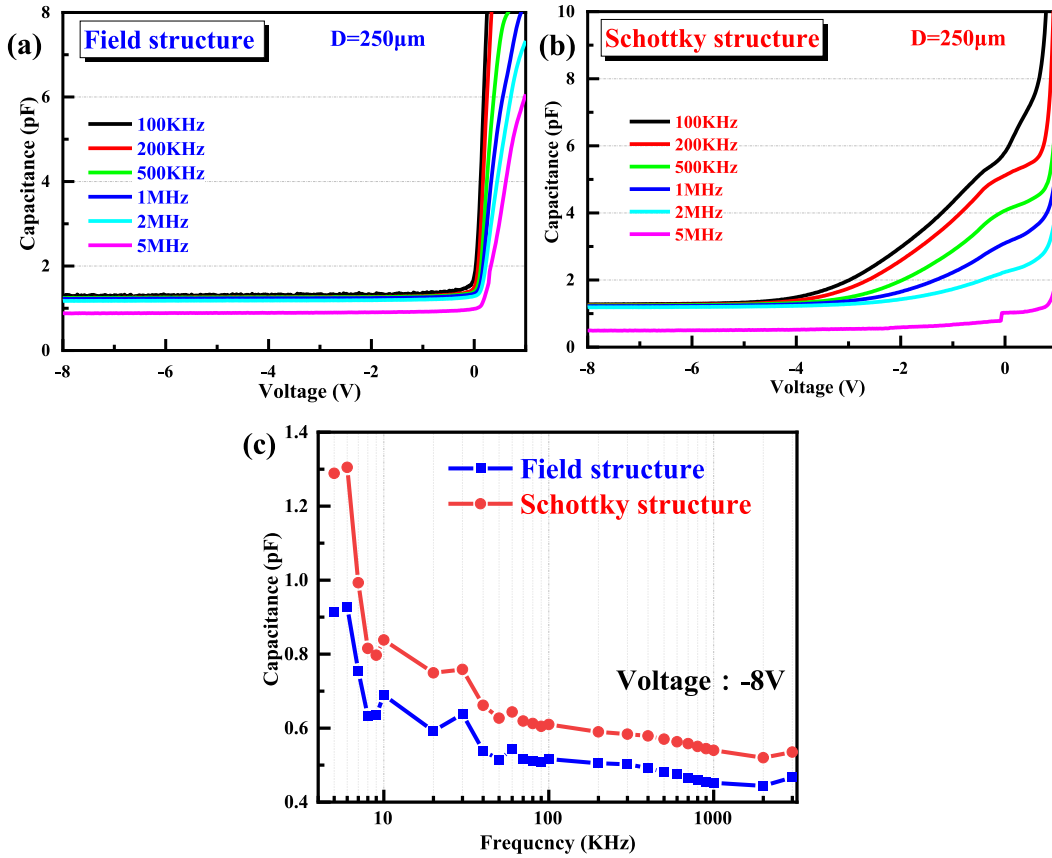 (a)
Field structure
D=250μm
100KHz
200KHz
500KHz
1MHz
2MHz
5MHz
Capacitance (pF)
8
6
4
2
0
-8
-6
-4
-2
0
Voltage (V)
(b)
Schottky structure
D=250μm
100KHz
200KHz
500KHz
1MHz
2MHz
5MHz
Capacitance (pF)
10
8
6
4
2
0
-8
-6
-4
-2
0
Voltage (V)
(c)
Field structure
Schottky structure
Voltage：-8V
Capacitance (pF)
1.4
1.2
1.0
0.8
0.6
0.4
10
100
1000
Frequcncy (KHz)